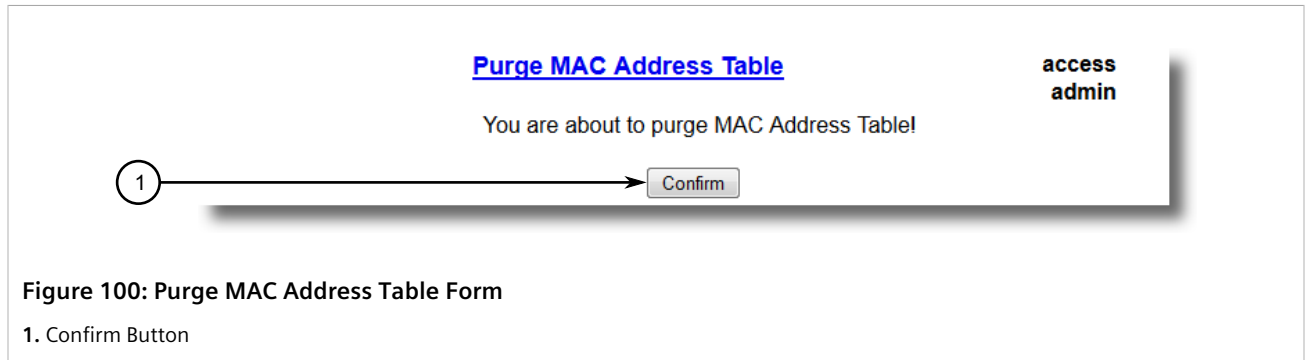 Purge MAC Address Table
access
admin
You are about to purge MAC Address Table!
1
Confirm
Figure 100: Purge MAC Address Table Form
1. Confirm Button